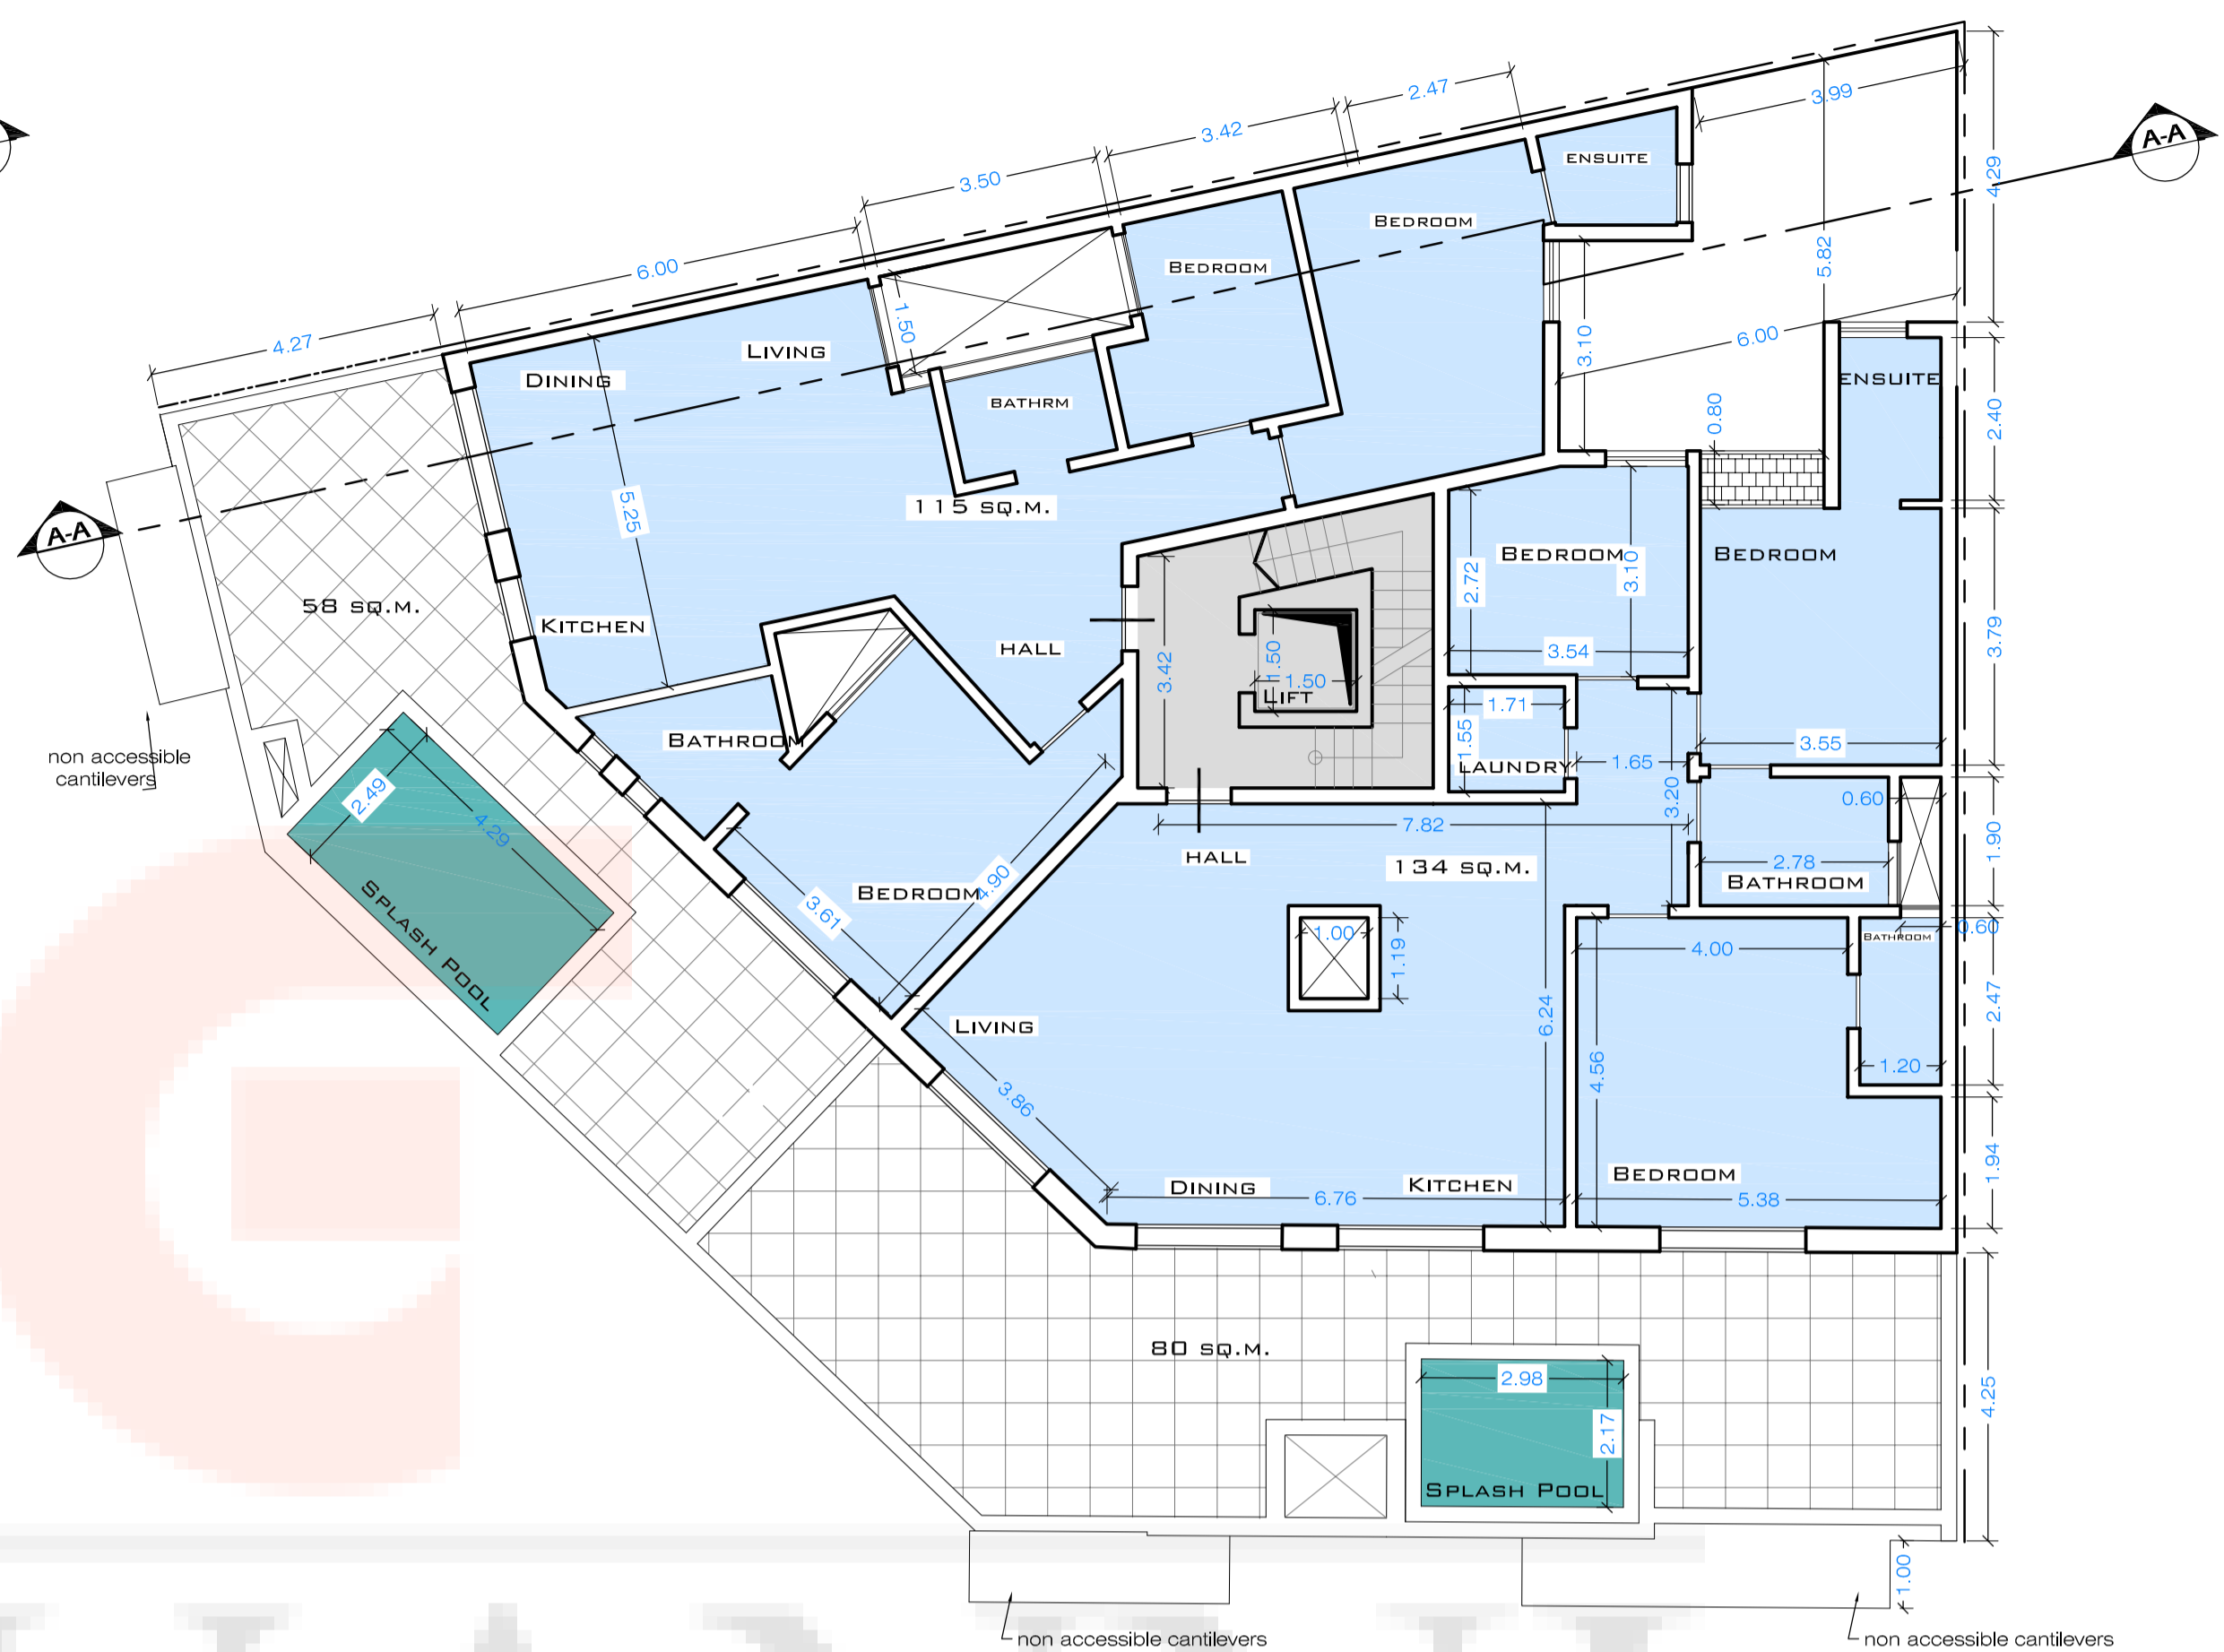 2.47
3.99
3.42
3.50
6.00
4.27
A-A
4.29
5.82
ENSUITE
BEDROOM
BEDROOM
1.50
LIVING
DINING
BATHRM
3.10
6.00
ENSUITE
0.80
2.40
5.25
115 SQ.M.
A-A
58 SQ.M.
KITCHEN
HALL
3.42
1.50
1.50
LIFT
2.72
BEDROOM
3.10
3.54
BEDROOM
3.79
3.55
1.71
1.55
LAUNDRY
1.65
3.20
non accessible
cantilevers
BATHROOM
2.49
4.29
SPLASH POOL
7.82
HALL
134 SQ.M.
0.60
1.90
2.78
BATHROOM
BEDROOM
4.90
3.61
1.00
1.19
4.00
BATHROOM
0.60
2.47
LIVING
6.24
4.56
1.20
3.86
DINING
KITCHEN
6.76
BEDROOM
5.38
1.94
80 SQ.M.
2.98
2.17
SPLASH POOL
4.25
1.00
non accessible cantilevers
non accessible cantilevers